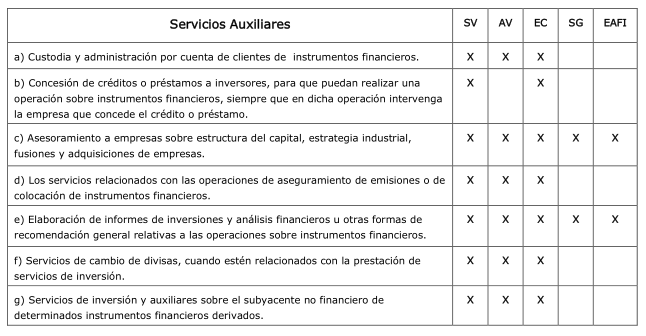 Servicios Auxiliares SV AV EC SG EAFI
a) Custodia y administración por cuenta de clientes de instrumentos financieros. X X X
b) Concesión de créditos o préstamos a inversores, para que puedan realizar una X X
operación sobre instrumentos financieros, siempre que en dicha operación intervenga
la empresa que concede el crédito o préstamo.
c) Asesoramiento a empresas sobre estructura del capital, estrategia industrial, X X X X X
fusiones y adquisiciones de empresas.
d) Los servicios relacionados con las operaciones de aseguramiento de emisiones o de X X X
colocación de instrumentos financieros.
e) Elaboración de informes de inversiones y análisis financieros u otras formas de X X X X X
recomendación general relativas a las operaciones sobre instrumentos financieros.
f) Servicios de cambio de divisas, cuando estén relacionados con la prestación de X X X
servicios de inversión.
g) Servicios de inversión y auxiliares sobre el subyacente no financiero de X X X
determinados instrumentos financieros derivados.